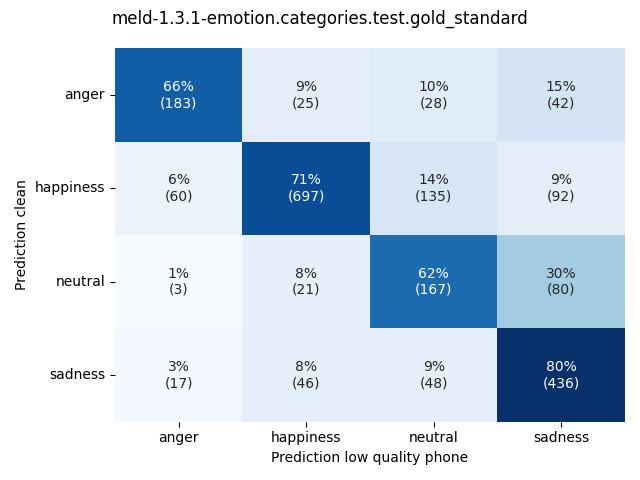 meld-1.3.1-emotion.categories.test.gold_standard
Prediction clean
anger
66%
(183)
9%
(25)
10%
(28)
15%
(42)
happiness
6%
(60)
71%
(697)
14%
(135)
9%
(92)
neutral
1%
(3)
8%
(21)
62%
(167)
30%
(80)
sadness
3%
(17)
8%
(46)
9%
(48)
80%
(436)
anger
happiness
neutral
sadness
Prediction low quality phone